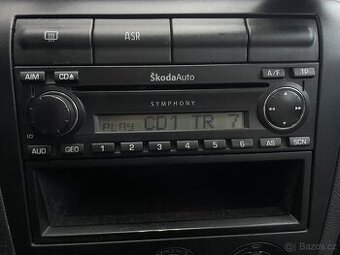 ASR
AIM CD ŠkodaAuto A/F TP
SYMPHONY
PLAY CD1 TR 7
AUD GEO 1 2 3 4 5 6 AS SCN
Bazoš.cz